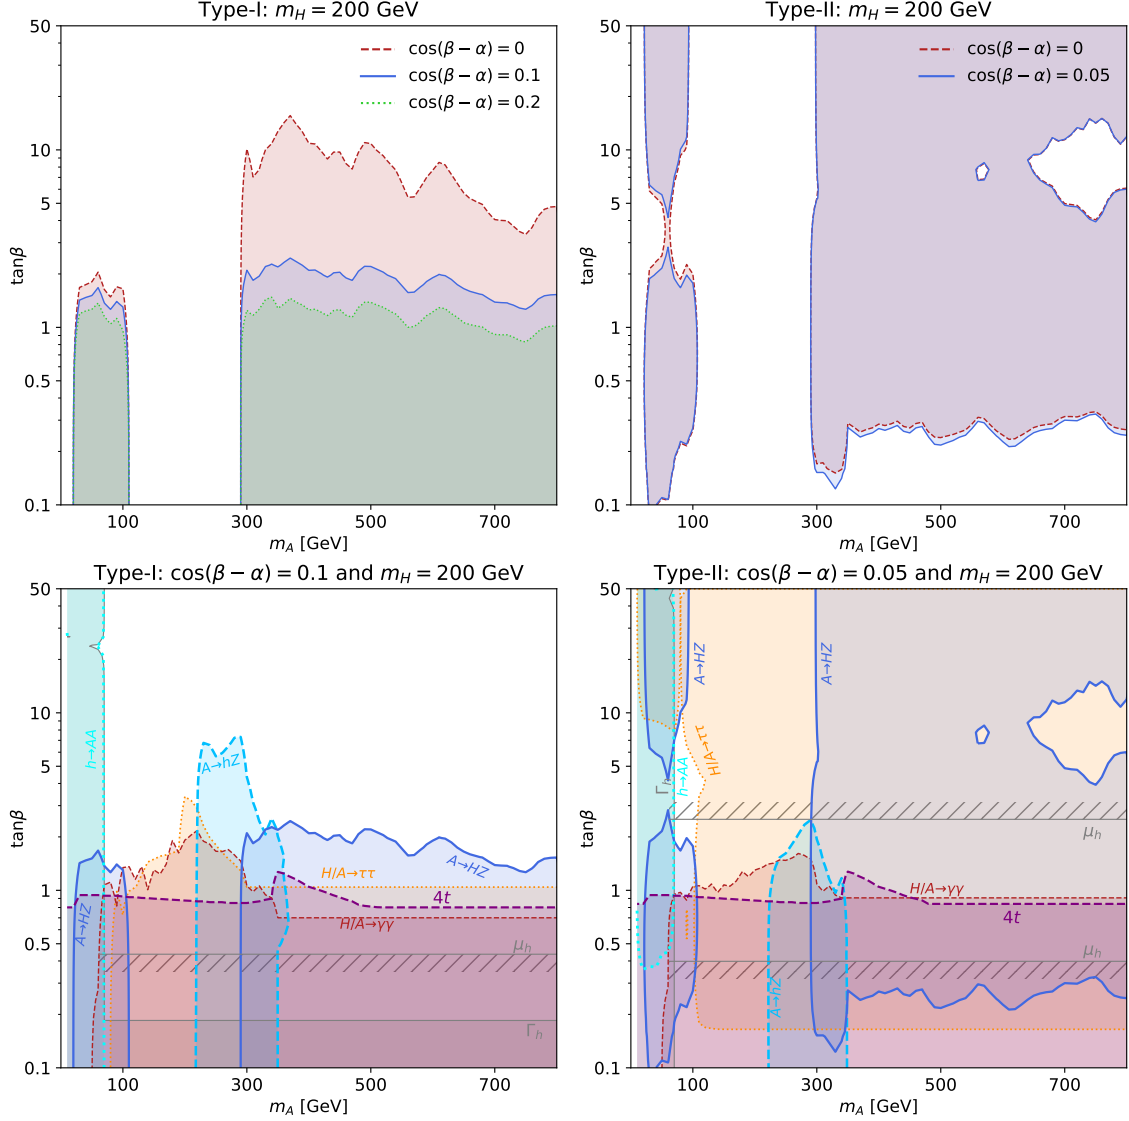 Type-I: m_H = 200 GeV
cos(β − α) = 0
cos(β − α) = 0.1
cos(β − α) = 0.2
50
10
5
1
0.5
0.1
tanβ
100 300 500 700
m_A [GeV]
Type-II: m_H = 200 GeV
cos(β − α) = 0
cos(β − α) = 0.05
50
10
5
1
0.5
0.1
tanβ
100 300 500 700
m_A [GeV]
Type-I: cos(β − α) = 0.1 and m_H = 200 GeV
h→AA
A→hZ
A→HZ
H/A→ττ
4t
H/A→γγ
A→HZ
μ_h
Γ_h
50
10
5
1
0.5
0.1
tanβ
100 300 500 700
m_A [GeV]
Type-II: cos(β − α) = 0.05 and m_H = 200 GeV
A→HZ
A→HZ
H/A→ττ
Γ_h
h→AA
μ_h
H/A→γγ
4t
μ_h
A→hZ
50
10
5
1
0.5
0.1
tanβ
100 300 500 700
m_A [GeV]